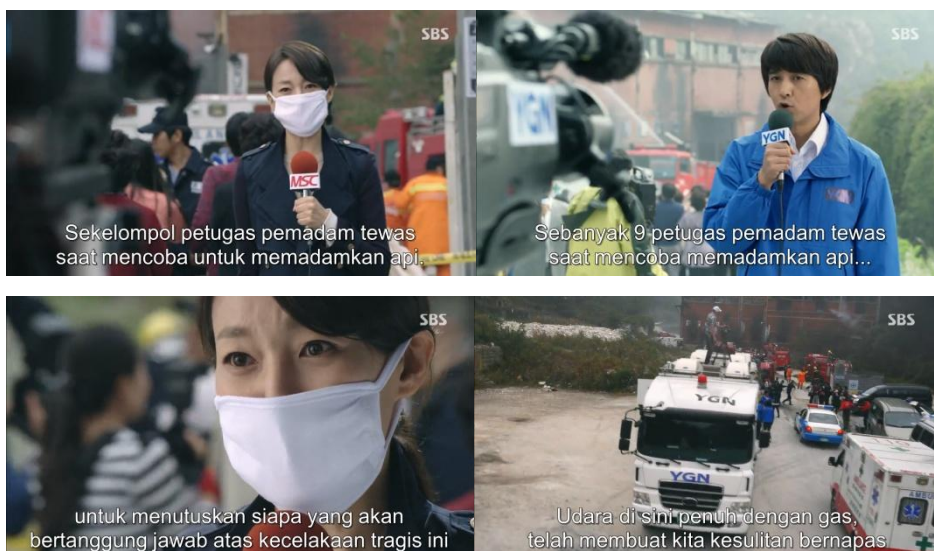 SBS
MSC
Sekelompol petugas pemadam tewas
saat mencoba untuk memadamkan api.
SBS
YGN
YGN
Sebanyak 9 petugas pemadam tewas
saat mencoba memadamkan api...
SBS
untuk menutuskan siapa yang akan
bertanggung jawab atas kecelakaan tragis ini
SBS
YGN
YGN
Udara di sini penuh dengan gas,
telah membuat kita kesulitan bernapas